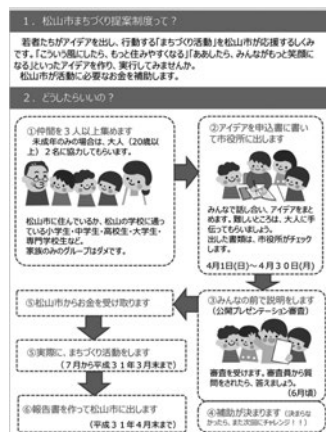 １．松山市まちづくり提案制度って？
若者たちがアイデアを出し、行動する「まちづくり活動」を松山市が応援するしくみ
です。「こういう風にしたら、もっと住みやすくなる」「ああしたら、みんながもっと笑顔に
なる」といったアイデアを作り、実行してみませんか。
松山市が活動に必要なお金を補助します。
２．どうしたらいいの？
①仲間を３人以上集めます
未成年のみの場合は、大人（20歳以
上）２名に協力してもらいます。
松山市に住んでいるか、松山の学校に通っ
ている小学生・中学生・高校生・大学生・
専門学校生など。
家族のみのグループはダメです。
②アイデアを申込書に書い
て市役所に出します
みんなで話し合い、アイデアをま
とめます。難しいところは、大人に手
伝ってもらいましょう。
出した書類は、市役所がチェック
します。
4月1日(日)～４月３０日(月)
③みんなの前で説明をします
（公開プレゼンテーション審査）
審査を受けます。審査員から質
問をされたら、答えましょう。
（6月頃）
④補助が決まります（決まらな
かったら、また次回にチャレンジ！！）
⑤松山市からお金を受け取ります
⑤実際に、まちづくり活動をします
（７月から平成３１年３月末まで）
⑥報告書を作って松山市に出します
（平成３１年４月末まで）